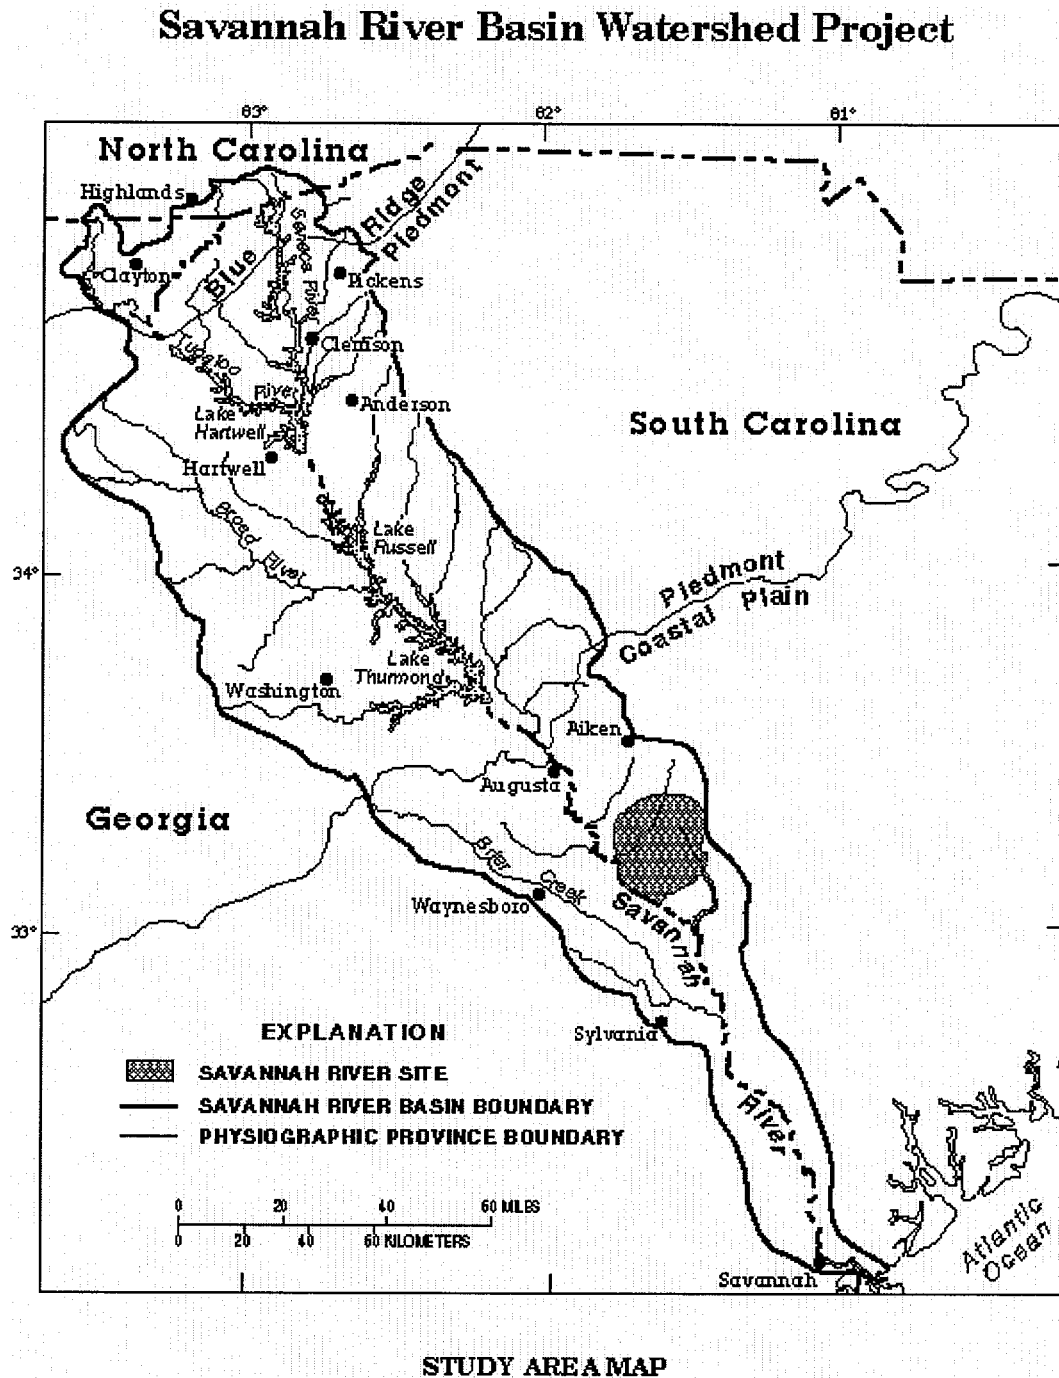 Savannah River Basin Watershed Project
83°
82°
81°
North Carolina
Highlands
Blue Ridge
Piedmont
Seneca River
Clayton
Pickens
Clemson
Tugaloo
River
Lake
Hartwell
Anderson
Hartwell
South Carolina
Broad River
Lake
Russell
34°
Piedmont
Coastal Plain
Lake
Thurmond
Washington
Aiken
Augusta
Georgia
Brier Creek
Waynesboro
Savannah River
33°
Sylvania
EXPLANATION
SAVANNAH RIVER SITE
SAVANNAH RIVER BASIN BOUNDARY
PHYSIOGRAPHIC PROVINCE BOUNDARY
0 20 40 60 MILES
0 20 40 60 KILOMETERS
Atlantic
Ocean
Savannah
STUDY AREA MAP